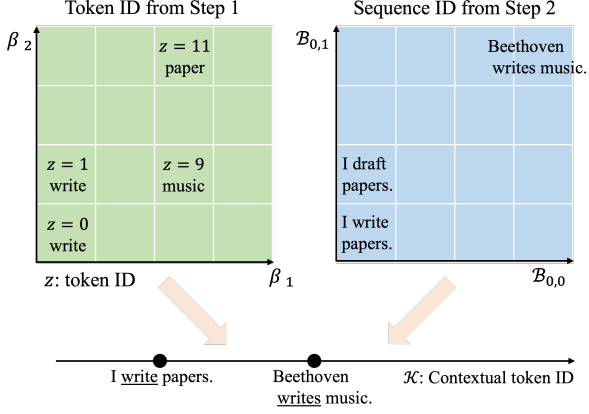 Token ID from Step 1
Sequence ID from Step 2
β 2
z = 11
paper
z = 1
write
z = 9
music
z = 0
write
z: token ID
β 1
ℬ0,1
Beethoven
writes music.
I draft
papers.
I write
papers.
ℬ0,0
I write papers.
Beethoven
writes music.
𝒦: Contextual token ID